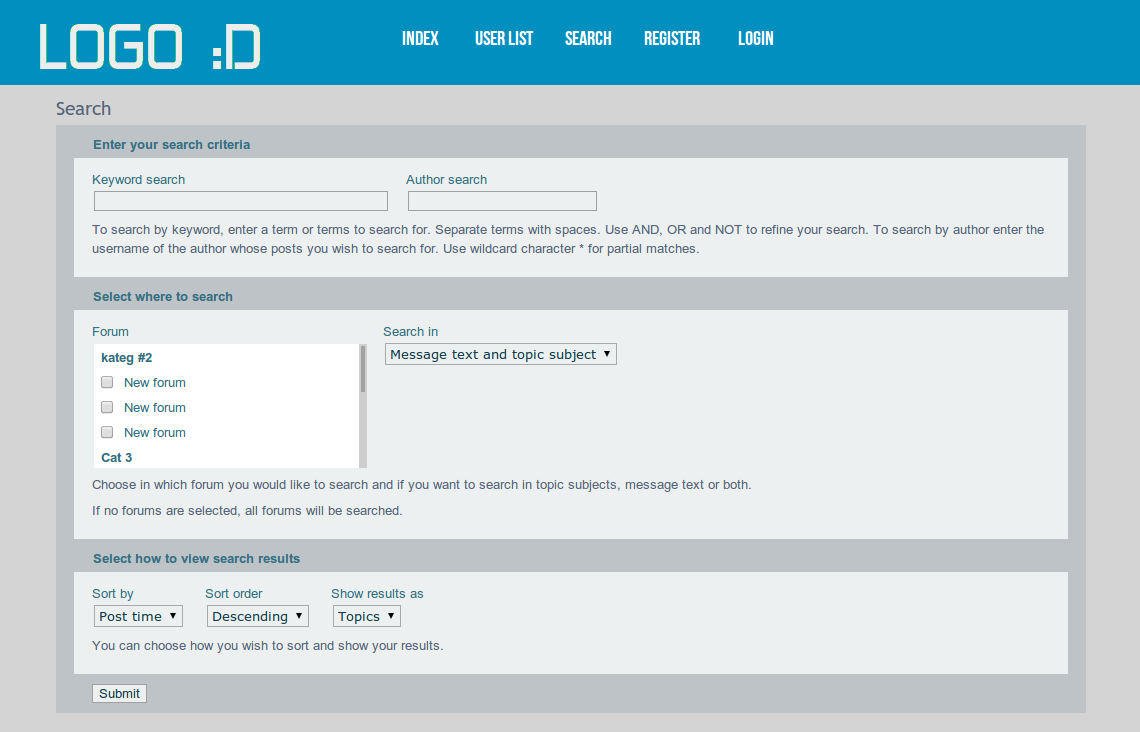 LOGO :D
INDEX USER LIST SEARCH REGISTER LOGIN
Search
Enter your search criteria
Keyword search Author search
To search by keyword, enter a term or terms to search for. Separate terms with spaces. Use AND, OR and NOT to refine your search. To search by author enter the
username of the author whose posts you wish to search for. Use wildcard character * for partial matches.
Select where to search
Forum Search in
kateg #2 Message text and topic subject
New forum
New forum
New forum
Cat 3
Choose in which forum you would like to search and if you want to search in topic subjects, message text or both.
If no forums are selected, all forums will be searched.
Select how to view search results
Sort by Sort order Show results as
Post time Descending Topics
You can choose how you wish to sort and show your results.
Submit